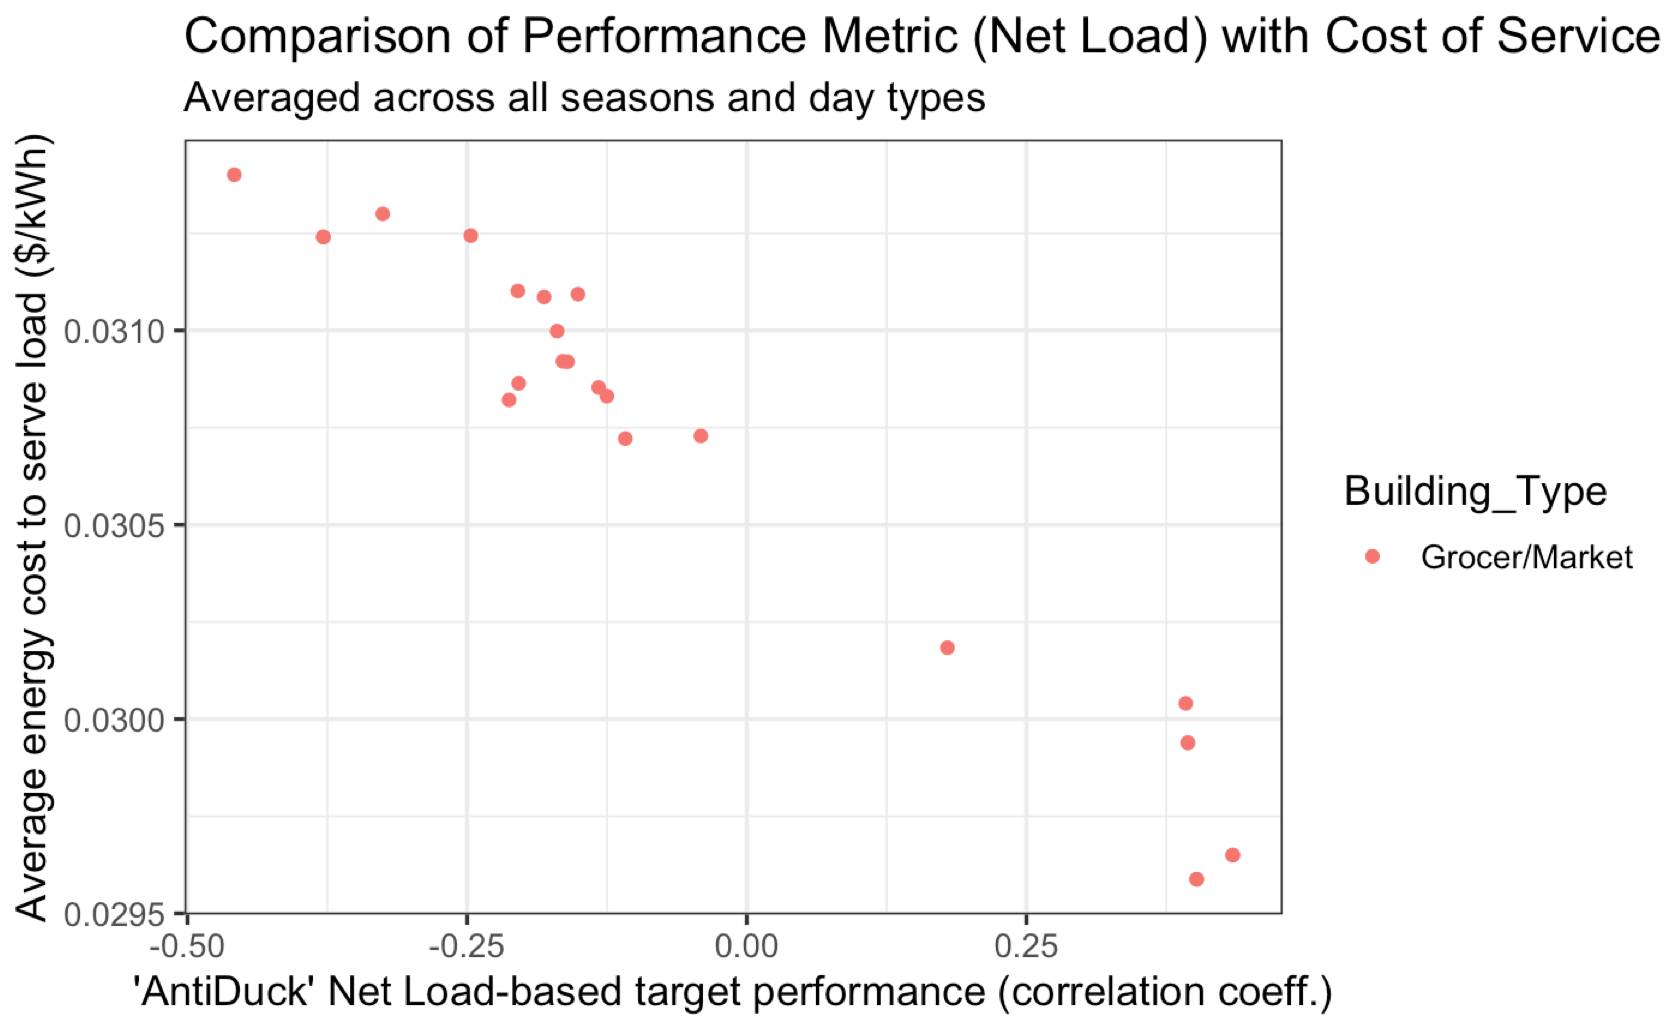 Comparison of Performance Metric (Net Load) with Cost of Service
Averaged across all seasons and day types
Average energy cost to serve load ($/kWh)
0.0310
0.0305
0.0300
0.0295
-0.50
-0.25
0.00
0.25
'AntiDuck' Net Load-based target performance (correlation coeff.)
Building_Type
Grocer/Market